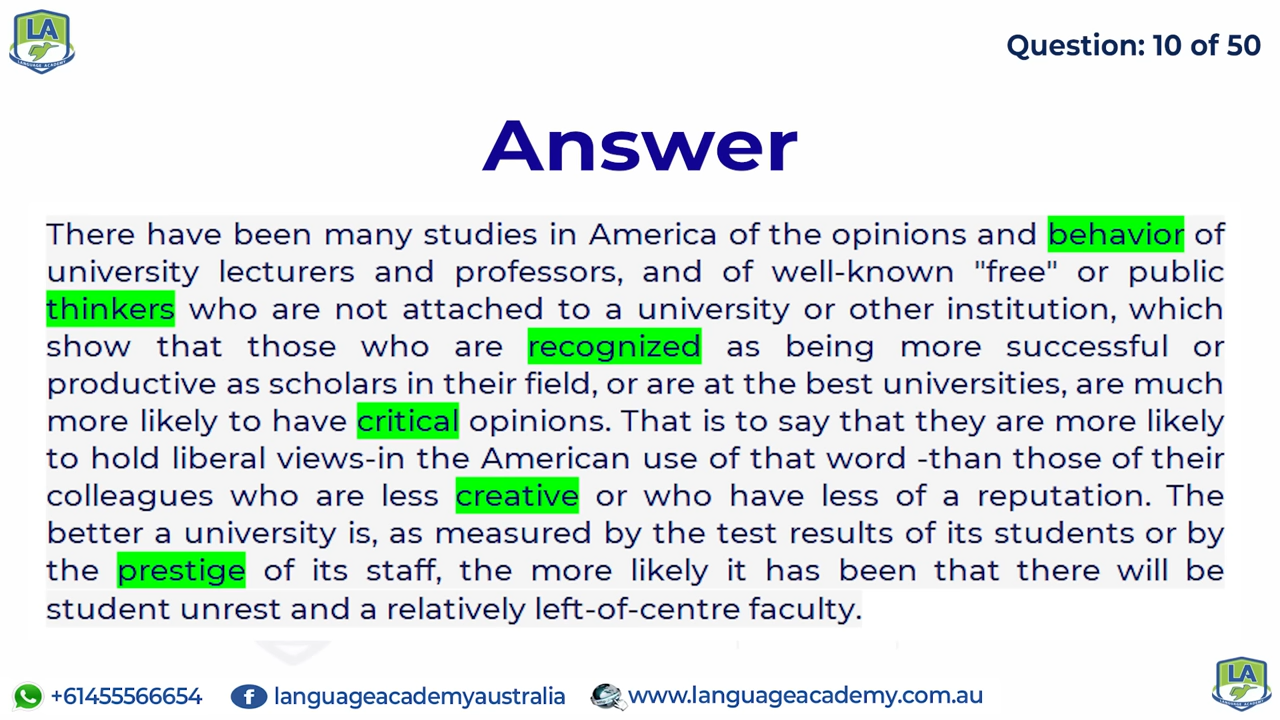 LA
LANGUAGE ACADEMY
Question: 10 of 50
Answer
There have been many studies in America of the opinions and behavior of
university lecturers and professors, and of well-known "free" or public
thinkers who are not attached to a university or other institution, which
show that those who are recognized as being more successful or
productive as scholars in their field, or are at the best universities, are much
more likely to have critical opinions. That is to say that they are more likely
to hold liberal views-in the American use of that word -than those of their
colleagues who are less creative or who have less of a reputation. The
better a university is, as measured by the test results of its students or by
the prestige of its staff, the more likely it has been that there will be
student unrest and a relatively left-of-centre faculty.
+61455566654
languageacademyaustralia
www.languageacademy.com.au
LA
LANGUAGE ACADEMY